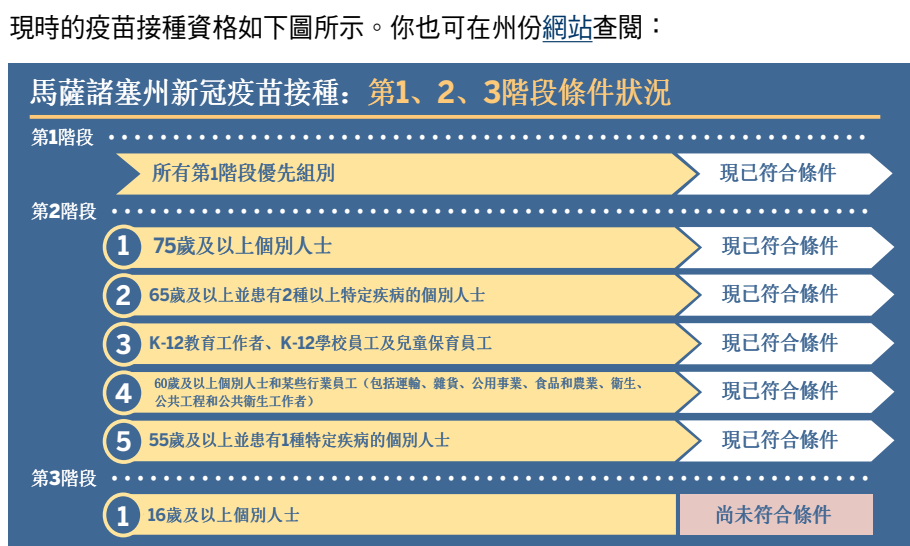 現時的疫苗接種資格如下圖所示。你也可在州份網站查閱：
馬薩諸塞州新冠疫苗接種：第1、2、3階段條件狀況
第1階段
所有第1階段優先組別 現已符合條件
第2階段
1 75歲及以上個別人士 現已符合條件
2 65歲及以上並患有2種以上特定疾病的個別人士 現已符合條件
3 K-12教育工作者、K-12學校員工及兒童保育員工 現已符合條件
4 60歲及以上個別人士和某些行業員工（包括運輸、雜貨、公用事業、食品和農業、衛生、
公共工程和公共衛生工作者） 現已符合條件
5 55歲及以上並患有1種特定疾病的個別人士 現已符合條件
第3階段
1 16歲及以上個別人士 尚未符合條件